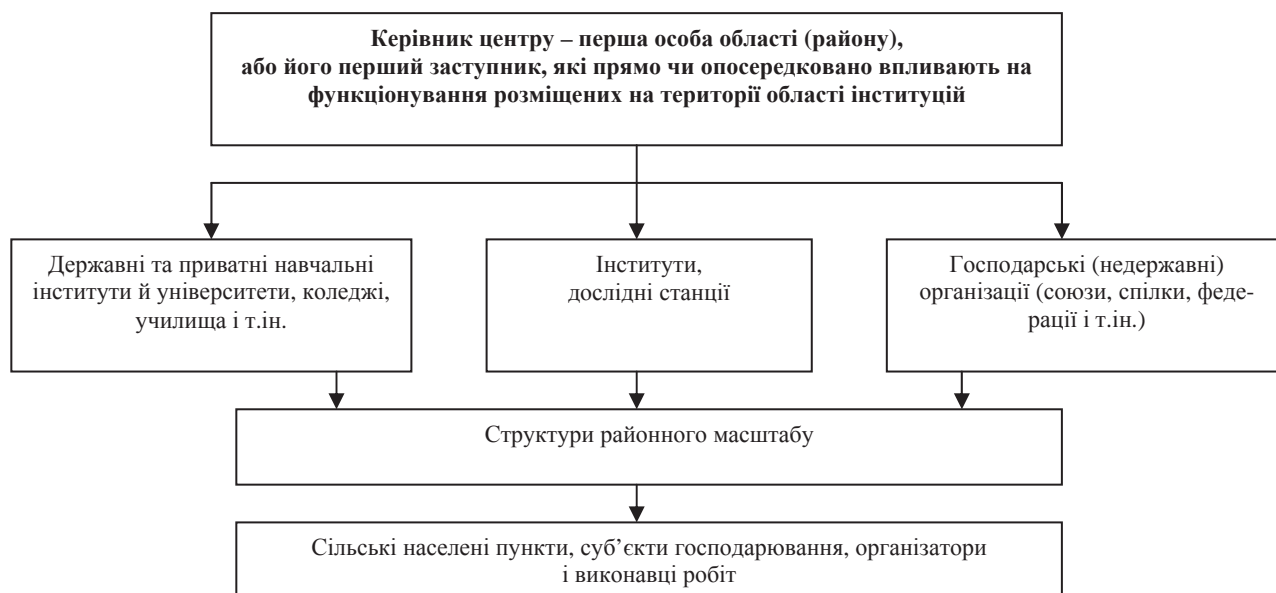 Керівник центру – перша особа області (району),
або його перший заступник, які прямо чи опосередковано впливають на
функціонування розміщених на території області інституцій
Державні та приватні навчальні
інститути й університети, коледжі,
училища і т.ін.
Інститути,
дослідні станції
Господарські (недержавні)
організації (союзи, спілки, феде-
рації і т.ін.)
Структури районного масштабу
Сільські населені пункти, суб’єкти господарювання, організатори
і виконавці робіт